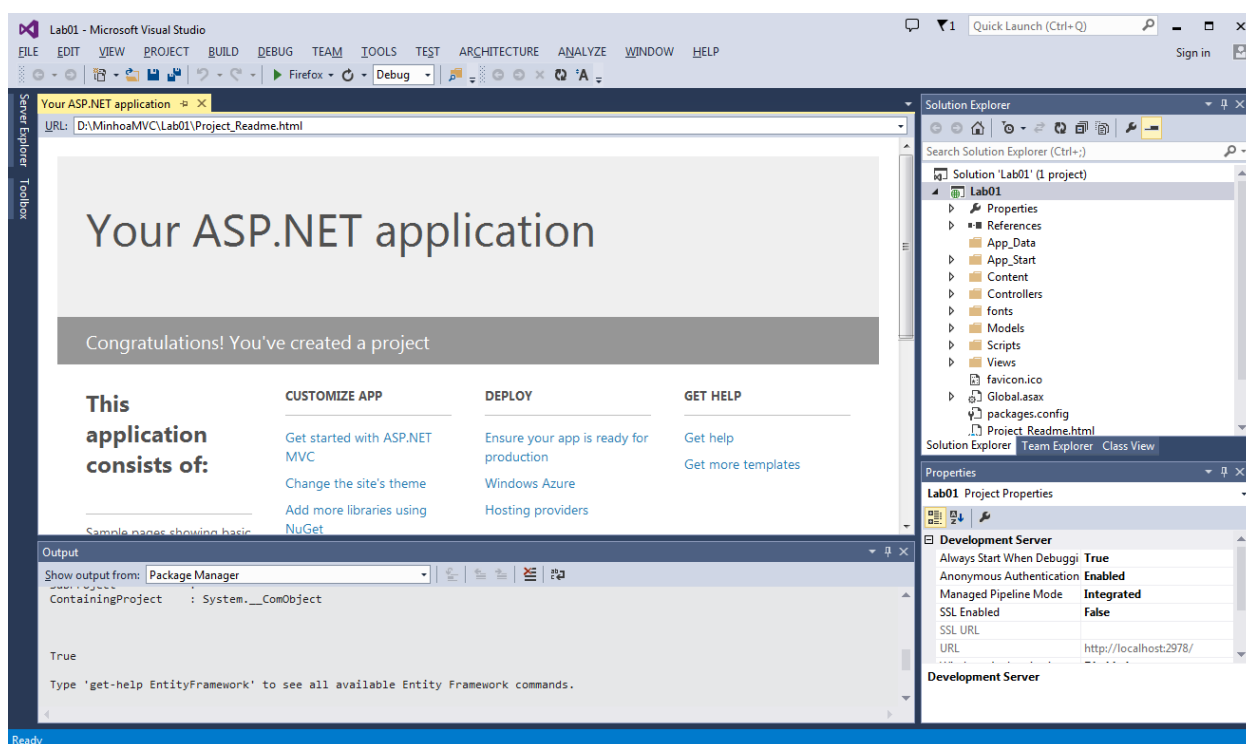 Lab01 - Microsoft Visual Studio
1
Quick Launch (Ctrl+Q)
FILE EDIT VIEW PROJECT BUILD DEBUG TEAM TOOLS TEST ARCHITECTURE ANALYZE WINDOW HELP
Sign in
Firefox
Debug
Server Explorer
Toolbox
Your ASP.NET application
URL: D:\MinhoaMVC\Lab01\Project_Readme.html
Your ASP.NET application
Congratulations! You've created a project
This
application
consists of:
Sample pages showing basic
CUSTOMIZE APP
Get started with ASP.NET
MVC
Change the site's theme
Add more libraries using
NuGet
DEPLOY
Ensure your app is ready for
production
Windows Azure
Hosting providers
GET HELP
Get help
Get more templates
Output
Show output from: Package Manager
ContainingProject : System.__ComObject
True
Type 'get-help EntityFramework' to see all available Entity Framework commands.
Solution Explorer
Search Solution Explorer (Ctrl+;)
Solution 'Lab01' (1 project)
Lab01
Properties
References
App_Data
App_Start
Content
Controllers
fonts
Models
Scripts
Views
favicon.ico
Global.asax
packages.config
Project_Readme.html
Solution Explorer Team Explorer Class View
Properties
Lab01 Project Properties
Development Server
Always Start When Debuggi True
Anonymous Authentication Enabled
Managed Pipeline Mode Integrated
SSL Enabled False
SSL URL
URL http://localhost:2978/
Development Server
Ready